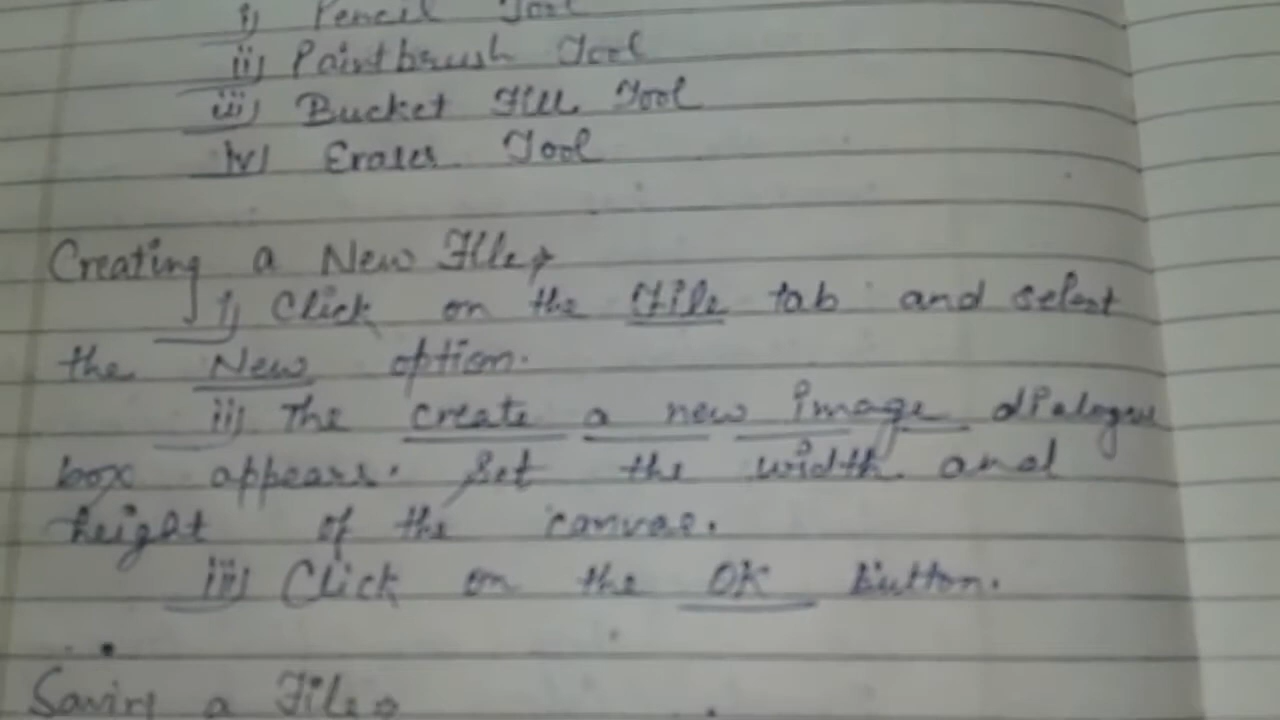 i) Pencil Tool
ii) Paintbrush Tool
iii) Bucket Fill Tool
iv) Eraser Tool
Creating a New File→
i) Click on the File tab and select
the New option.
ii) The create a new image dialogue
box appears. Set the width and
height of the canvas.
iii) Click on the OK button.
Saving a File→